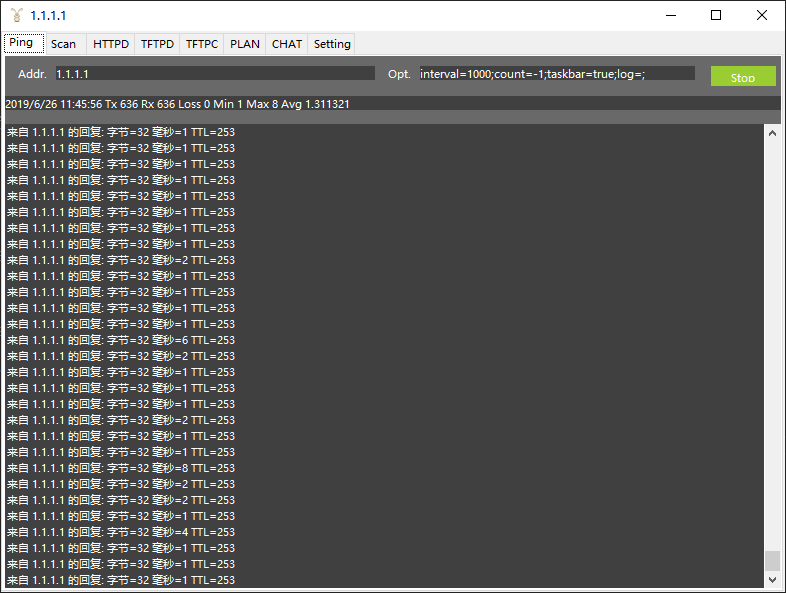 1.1.1.1
Ping Scan HTTPD TFTPD TFTPC PLAN CHAT Setting
Addr. 1.1.1.1 Opt. interval=1000;count=-1;taskbar=true;log=; Stop
2019/6/26 11:45:56 Tx 636 Rx 636 Loss 0 Min 1 Max 8 Avg 1.311321
来自 1.1.1.1 的回复: 字节=32 毫秒=1 TTL=253
来自 1.1.1.1 的回复: 字节=32 毫秒=1 TTL=253
来自 1.1.1.1 的回复: 字节=32 毫秒=1 TTL=253
来自 1.1.1.1 的回复: 字节=32 毫秒=1 TTL=253
来自 1.1.1.1 的回复: 字节=32 毫秒=1 TTL=253
来自 1.1.1.1 的回复: 字节=32 毫秒=1 TTL=253
来自 1.1.1.1 的回复: 字节=32 毫秒=1 TTL=253
来自 1.1.1.1 的回复: 字节=32 毫秒=1 TTL=253
来自 1.1.1.1 的回复: 字节=32 毫秒=2 TTL=253
来自 1.1.1.1 的回复: 字节=32 毫秒=1 TTL=253
来自 1.1.1.1 的回复: 字节=32 毫秒=1 TTL=253
来自 1.1.1.1 的回复: 字节=32 毫秒=1 TTL=253
来自 1.1.1.1 的回复: 字节=32 毫秒=1 TTL=253
来自 1.1.1.1 的回复: 字节=32 毫秒=6 TTL=253
来自 1.1.1.1 的回复: 字节=32 毫秒=2 TTL=253
来自 1.1.1.1 的回复: 字节=32 毫秒=1 TTL=253
来自 1.1.1.1 的回复: 字节=32 毫秒=1 TTL=253
来自 1.1.1.1 的回复: 字节=32 毫秒=1 TTL=253
来自 1.1.1.1 的回复: 字节=32 毫秒=2 TTL=253
来自 1.1.1.1 的回复: 字节=32 毫秒=1 TTL=253
来自 1.1.1.1 的回复: 字节=32 毫秒=1 TTL=253
来自 1.1.1.1 的回复: 字节=32 毫秒=8 TTL=253
来自 1.1.1.1 的回复: 字节=32 毫秒=2 TTL=253
来自 1.1.1.1 的回复: 字节=32 毫秒=2 TTL=253
来自 1.1.1.1 的回复: 字节=32 毫秒=1 TTL=253
来自 1.1.1.1 的回复: 字节=32 毫秒=4 TTL=253
来自 1.1.1.1 的回复: 字节=32 毫秒=1 TTL=253
来自 1.1.1.1 的回复: 字节=32 毫秒=1 TTL=253
来自 1.1.1.1 的回复: 字节=32 毫秒=1 TTL=253